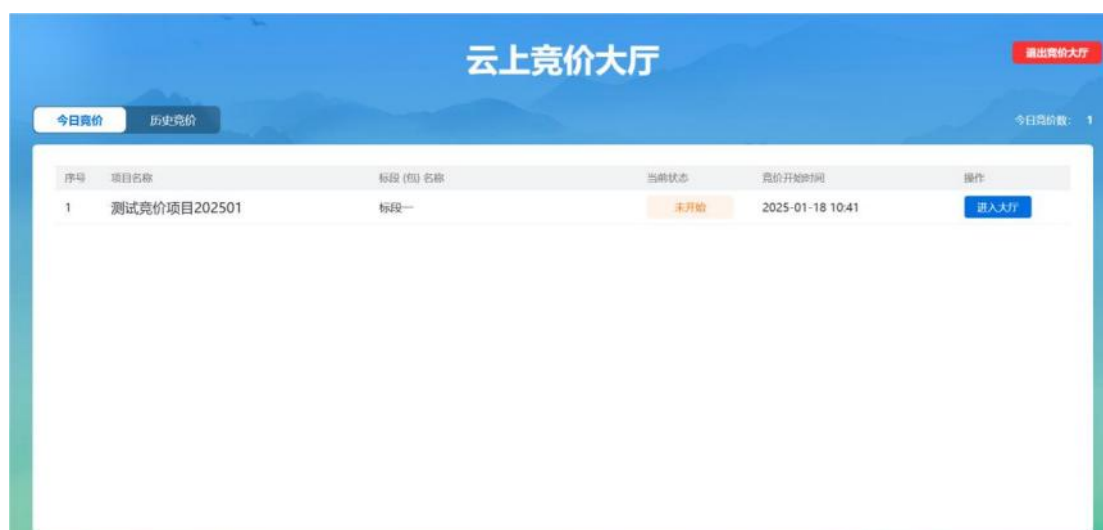 云上竞价大厅
退出竞价大厅
今日竞价 历史竞价 今日竞价数: 1
序号 项目名称 标段 (包) 名称 当前状态 竞价开始时间 操作
1 测试竞价项目202501 标段一 未开始 2025-01-18 10:41 进入大厅